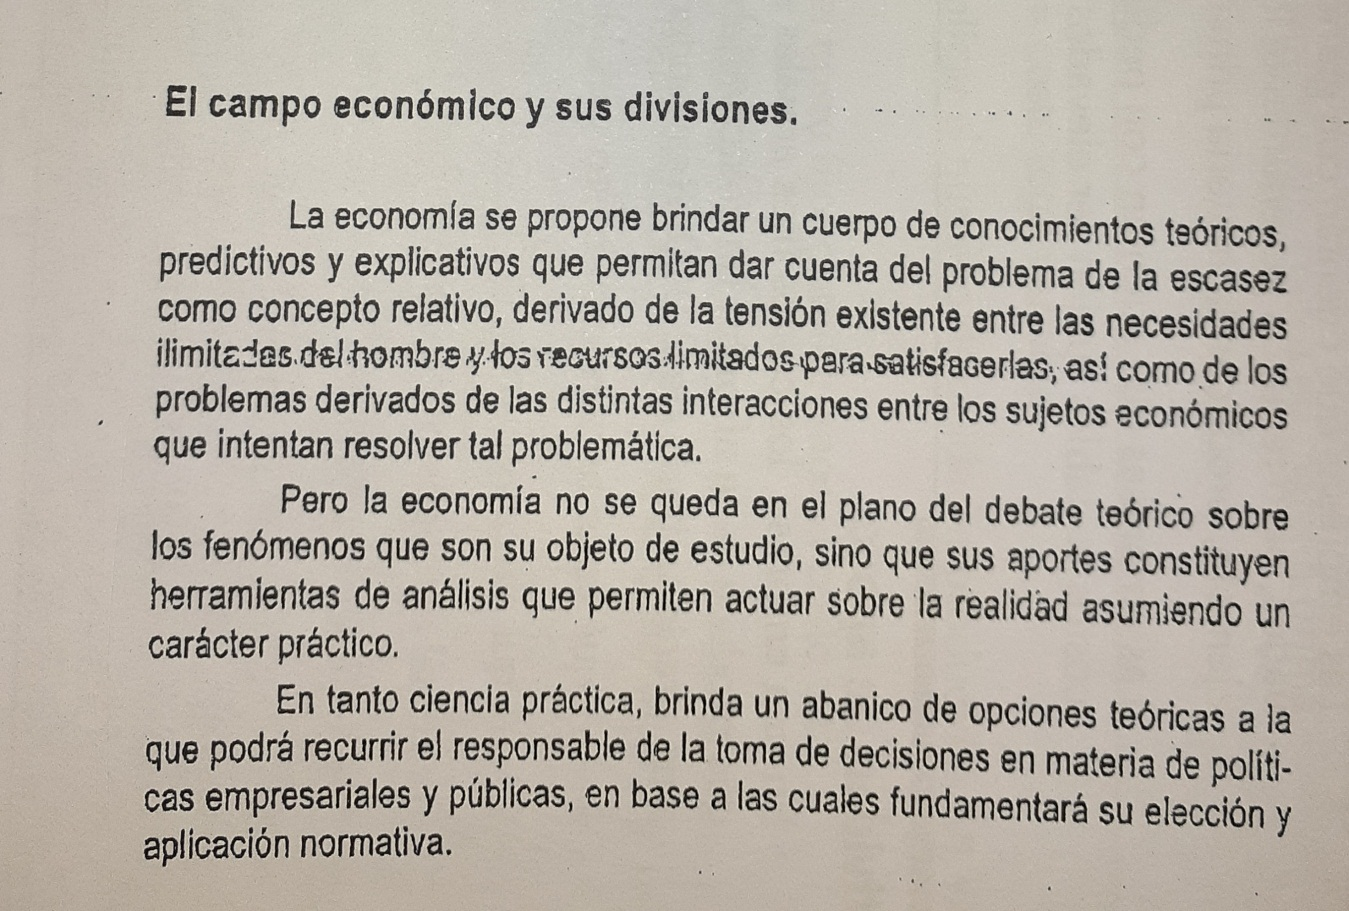 El campo económico y sus divisiones.
La economía se propone brindar un cuerpo de conocimientos teóricos,
predictivos y explicativos que permitan dar cuenta del problema de la escasez
como concepto relativo, derivado de la tensión existente entre las necesidades
ilimitadas del hombre y los recursos limitados para satisfacerlas, así como de los
problemas derivados de las distintas interacciones entre los sujetos económicos
que intentan resolver tal problemática.
Pero la economía no se queda en el plano del debate teórico sobre
los fenómenos que son su objeto de estudio, sino que sus aportes constituyen
herramientas de análisis que permiten actuar sobre la realidad asumiendo un
carácter práctico.
En tanto ciencia práctica, brinda un abanico de opciones teóricas a la
que podrá recurrir el responsable de la toma de decisiones en materia de políti-
cas empresariales y públicas, en base a las cuales fundamentará su elección y
aplicación normativa.